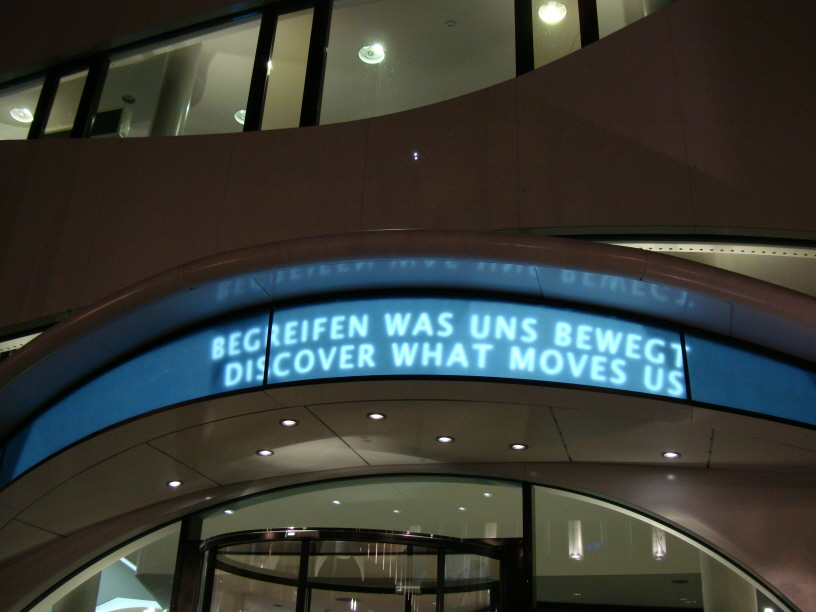 BEGREIFEN WAS UNS BEWEGT
DISCOVER WHAT MOVES US